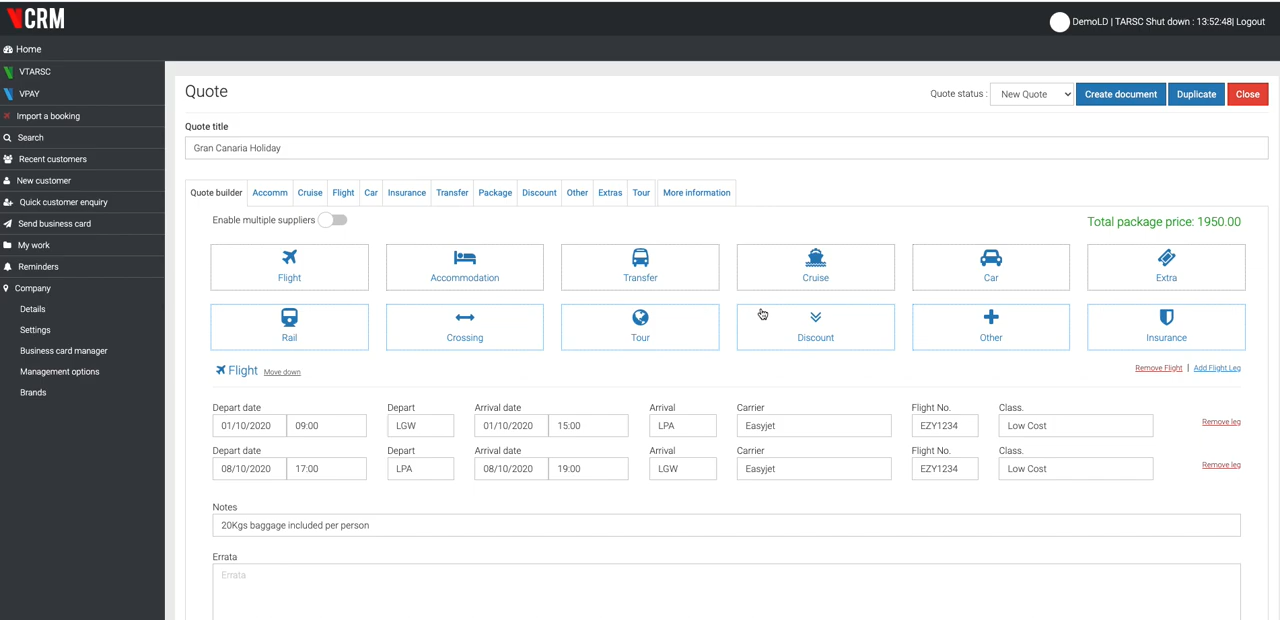 VCRM
DemoLD | TARSC Shut down : 13:52:48| Logout
Home
VTARSC
VPAY
Import a booking
Search
Recent customers
New customer
Quick customer enquiry
Send business card
My work
Reminders
Company
Details
Settings
Business card manager
Management options
Brands
Quote
Quote status : New Quote Create document Duplicate Close
Quote title
Gran Canaria Holiday
Quote builder Accomm Cruise Flight Car Insurance Transfer Package Discount Other Extras Tour More information
Enable multiple suppliers
Total package price: 1950.00
Flight Accommodation Transfer Cruise Car Extra
Rail Crossing Tour Discount Other Insurance
Flight Move down
Remove Flight | Add Flight Leg
Depart date Depart Arrival date Arrival Carrier Flight No. Class.
01/10/2020 09:00 LGW 01/10/2020 15:00 LPA Easyjet EZY1234 Low Cost Remove leg
Depart date Depart Arrival date Arrival Carrier Flight No. Class.
08/10/2020 17:00 LPA 08/10/2020 19:00 LGW Easyjet EZY1234 Low Cost Remove leg
Notes
20Kgs baggage included per person
Errata
Errata